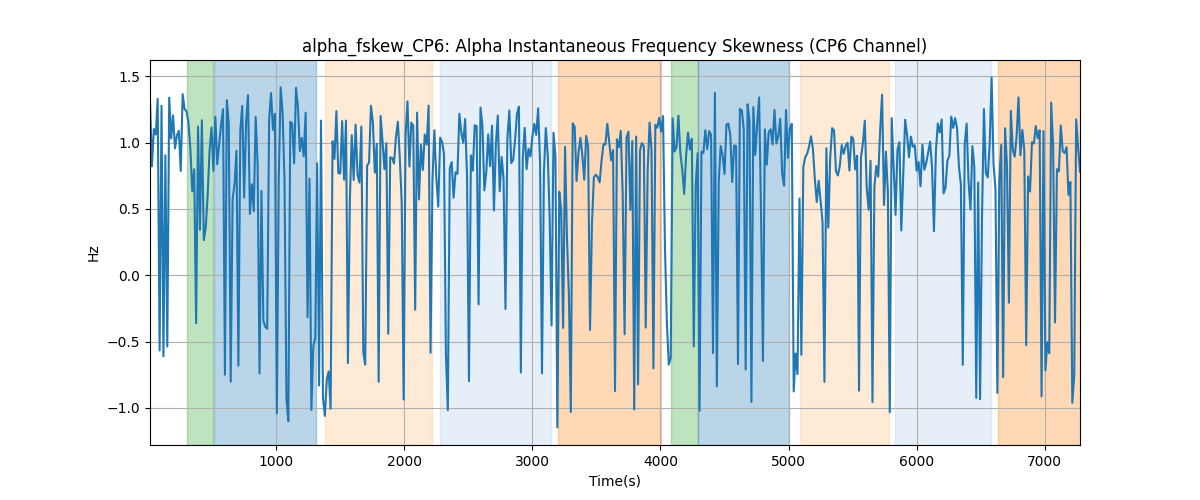 alpha_fskew_CP6: Alpha Instantaneous Frequency Skewness (CP6 Channel)
1.5
1.0
0.5
0.0
−0.5
−1.0
Hz
1000 2000 3000 4000 5000 6000 7000
Time(s)